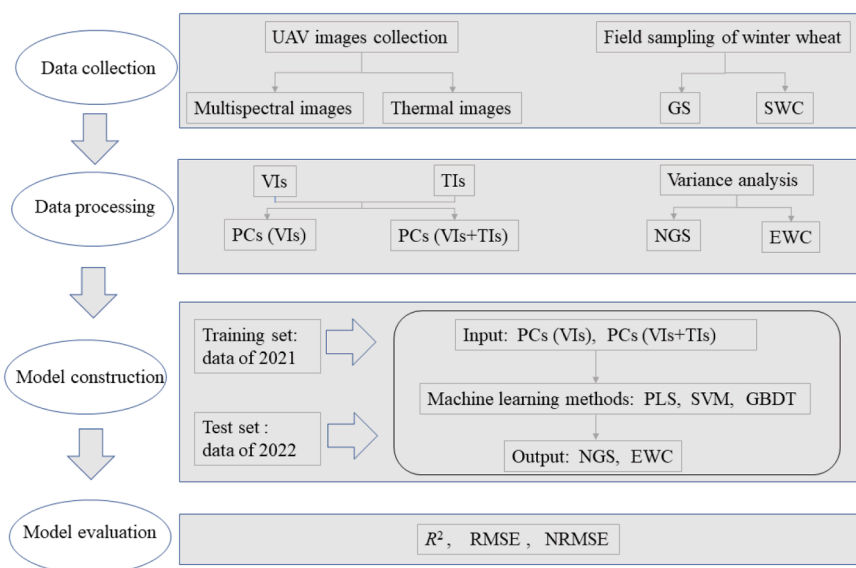 Data collection
UAV images collection
Field sampling of winter wheat
Multispectral images
Thermal images
GS
SWC
Data processing
VIs
TIs
Variance analysis
PCs (VIs)
PCs (VIs+TIs)
NGS
EWC
Model construction
Training set:
data of 2021
Input: PCs (VIs), PCs (VIs+TIs)
Machine learning methods: PLS, SVM, GBDT
Test set :
data of 2022
Output: NGS, EWC
Model evaluation
R², RMSE , NRMSE